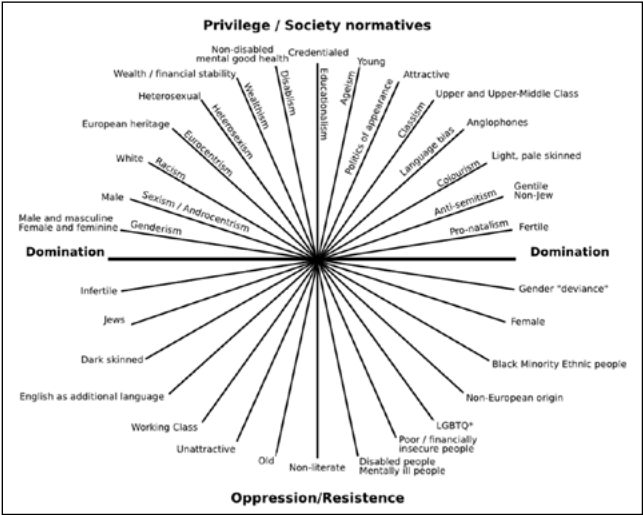 Privilege / Society normatives
Non-disabled
mental good health
Credentialed
Young
Wealth / financial stability
Attractive
Heterosexual
Upper and Upper-Middle Class
European heritage
Anglophones
White
Light, pale skinned
Male
Gentile
Non-Jew
Male and masculine
Female and feminine
Fertile
Genderism
Sexism / Androcentrism
Racism
Eurocentrism
Heterosexism
Wealthism
Disablism
Educationalism
Ageism
Politics of appearance
Classism
Language bias
Colourism
Anti-semitism
Pro-natalism
Domination
Domination
Infertile
Gender "deviance"
Jews
Female
Dark skinned
Black Minority Ethnic people
English as additional language
Non-European origin
Working Class
LGBTQ*
Unattractive
Poor / financially
insecure people
Old
Non-literate
Disabled people
Mentally ill people
Oppression/Resistence